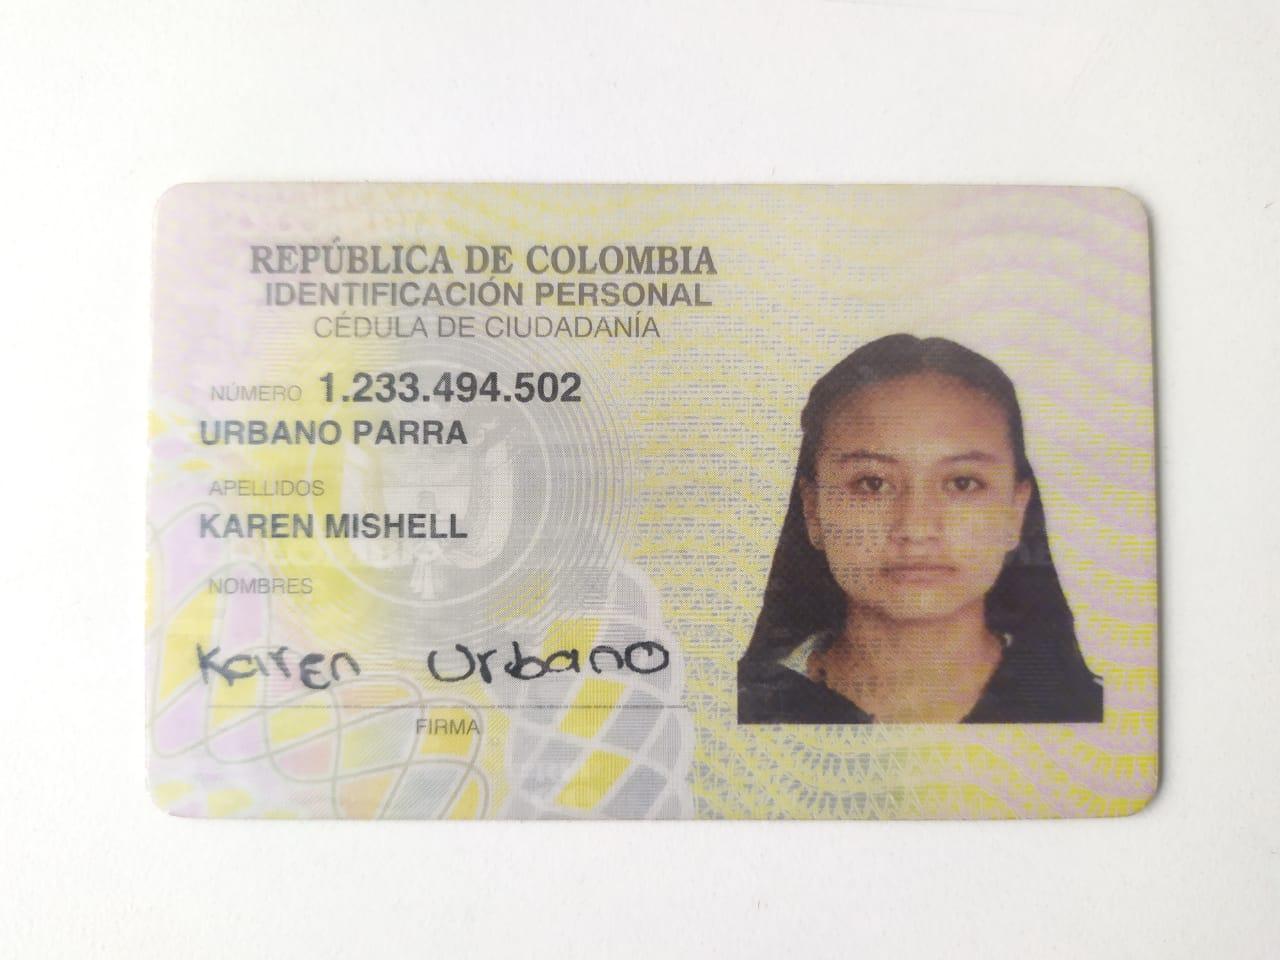 REPÚBLICA DE COLOMBIA
IDENTIFICACIÓN PERSONAL
CÉDULA DE CIUDADANÍA
NÚMERO 1.233.494.502
URBANO PARRA
APELLIDOS
KAREN MISHELL
NOMBRES
Karen Urbano
FIRMA